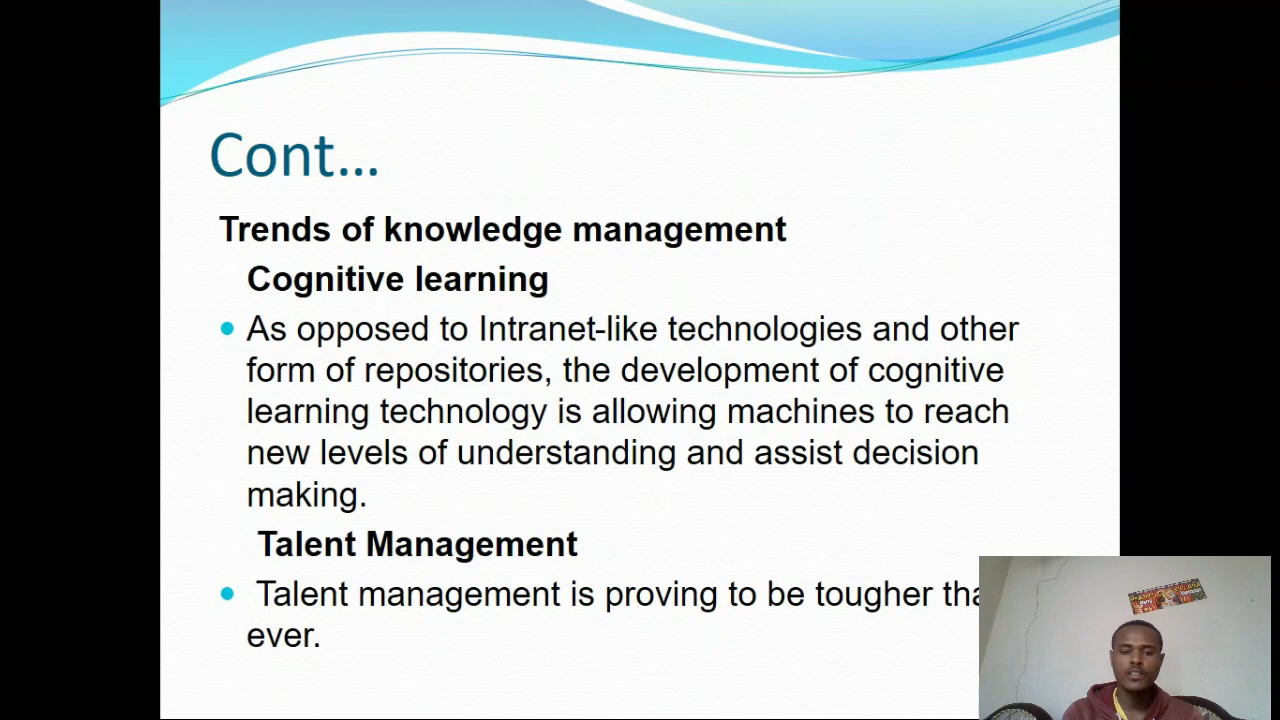 Cont...
Trends of knowledge management
Cognitive learning
As opposed to Intranet-like technologies and other
form of repositories, the development of cognitive
learning technology is allowing machines to reach
new levels of understanding and assist decision
making.
Talent Management
Talent management is proving to be tougher
ever.